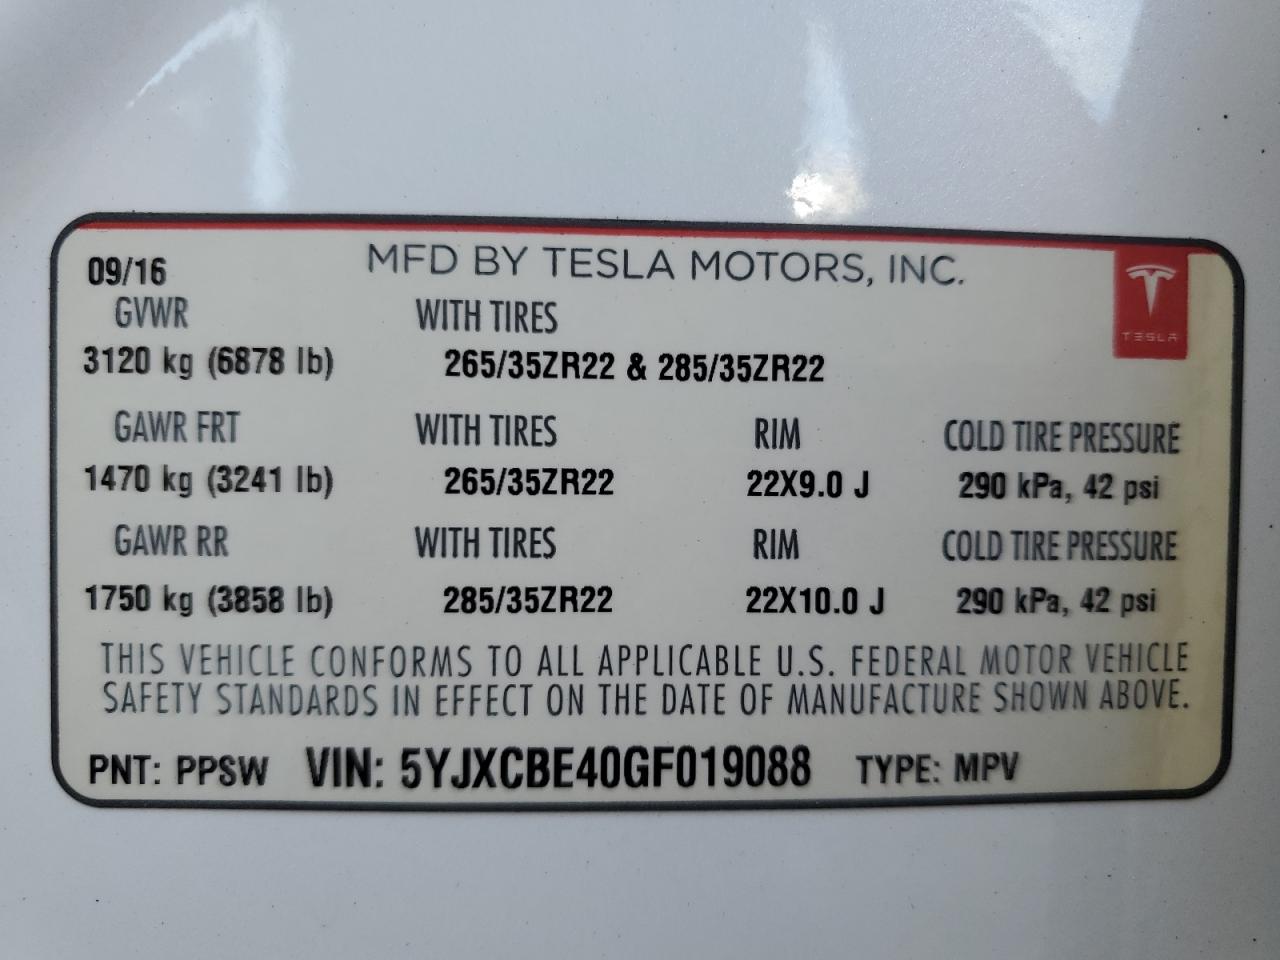 09/16 MFD BY TESLA MOTORS, INC.
TESLA
GVWR WITH TIRES
3120 kg (6878 lb) 265/35ZR22 & 285/35ZR22
GAWR FRT WITH TIRES RIM COLD TIRE PRESSURE
1470 kg (3241 lb) 265/35ZR22 22X9.0 J 290 kPa, 42 psi
GAWR RR WITH TIRES RIM COLD TIRE PRESSURE
1750 kg (3858 lb) 285/35ZR22 22X10.0 J 290 kPa, 42 psi
THIS VEHICLE CONFORMS TO ALL APPLICABLE U.S. FEDERAL MOTOR VEHICLE
SAFETY STANDARDS IN EFFECT ON THE DATE OF MANUFACTURE SHOWN ABOVE.
PNT: PPSW VIN: 5YJXCBE40GF019088 TYPE: MPV